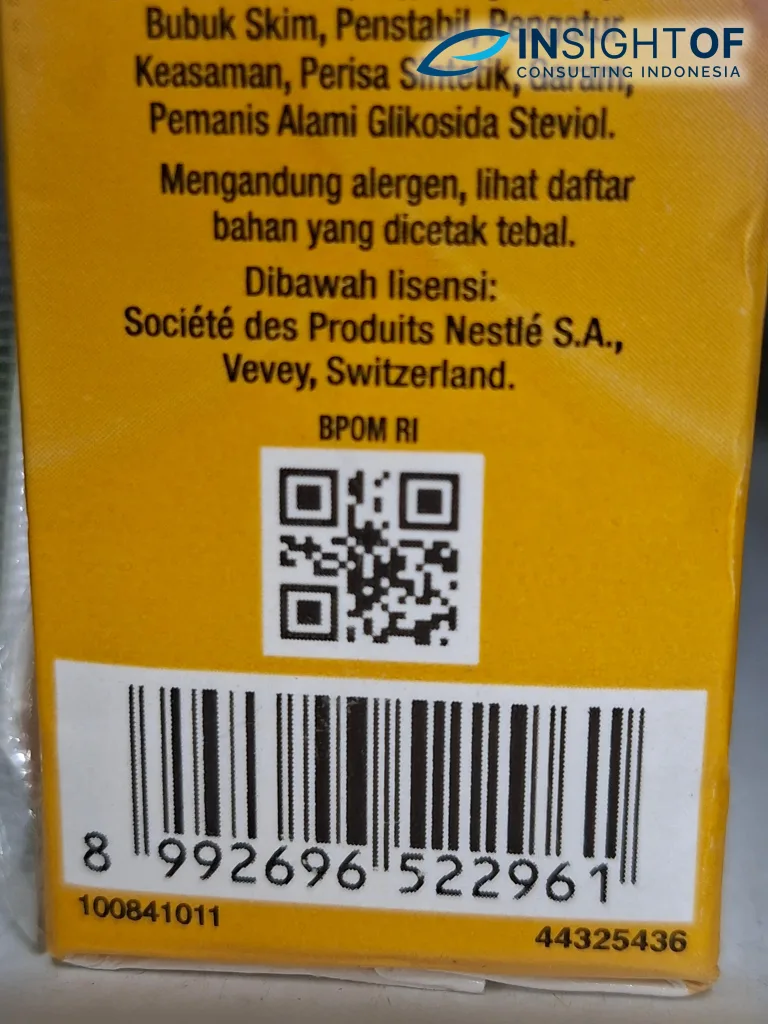 Bubuk Skim, Penstabil, Pengatur
Keasaman, Perisa Sintetik, Garam,
Pemanis Alami Glikosida Steviol.
Mengandung alergen, lihat daftar
bahan yang dicetak tebal.
Dibawah lisensi:
Société des Produits Nestlé S.A.,
Vevey, Switzerland.
BPOM RI
8 992696 522961
100841011
44325436
INSIGHTOF
CONSULTING INDONESIA